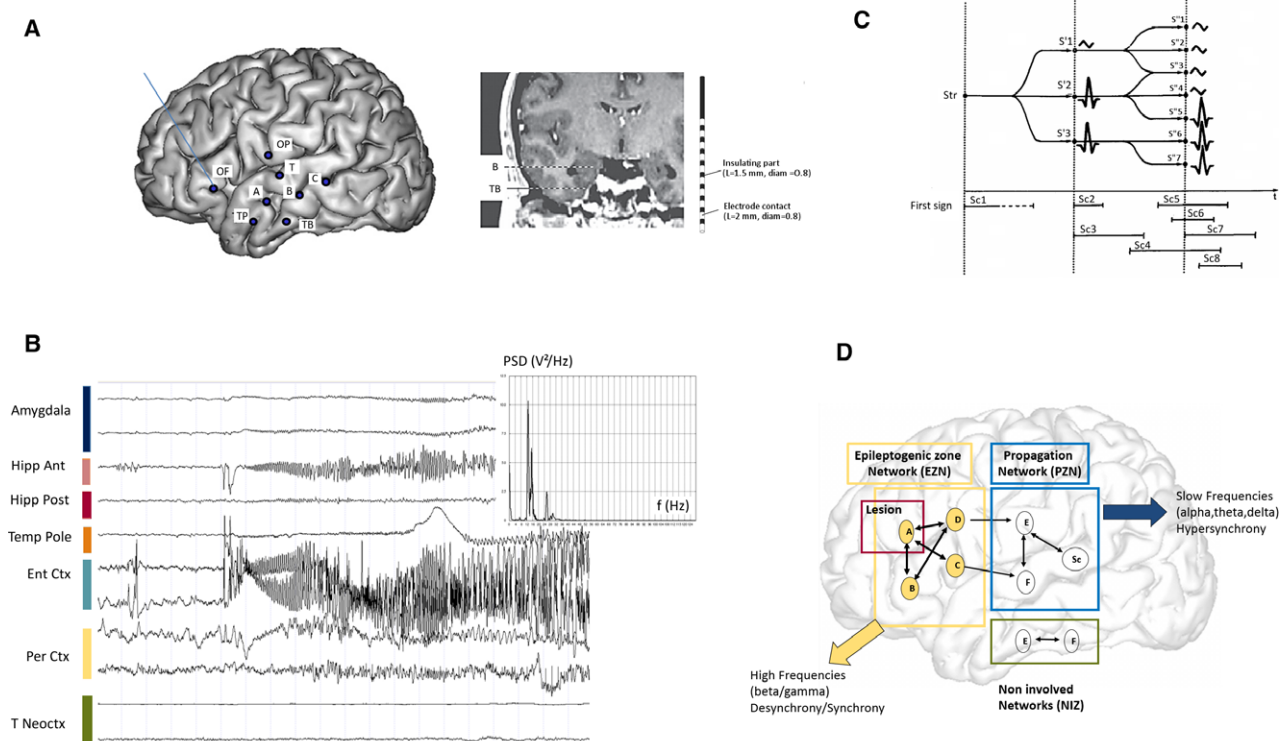 A
OP
OF
T
A
B
C
TP
TB
B
TB
Insulating part
(L=1.5 mm, diam =0.8)
Electrode contact
(L=2 mm, diam=0.8)
C
Str
S'1
S'2
S'3
S"1
S"2
S"3
S"4
S"5
S"6
S"7
t
First sign
Sc1
Sc2
Sc3
Sc4
Sc5
Sc6
Sc7
Sc8
B
PSD (V²/Hz)
f (Hz)
Amygdala
Hipp Ant
Hipp Post
Temp Pole
Ent Ctx
Per Ctx
T Neoctx
D
Epileptogenic zone
Network (EZN)
Propagation
Network (PZN)
Lesion
A
D
C
B
E
Sc
F
Slow Frequencies
(alpha,theta,delta)
Hypersynchrony
E
F
High Frequencies
(beta/gamma)
Desynchrony/Synchrony
Non involved
Networks (NIZ)